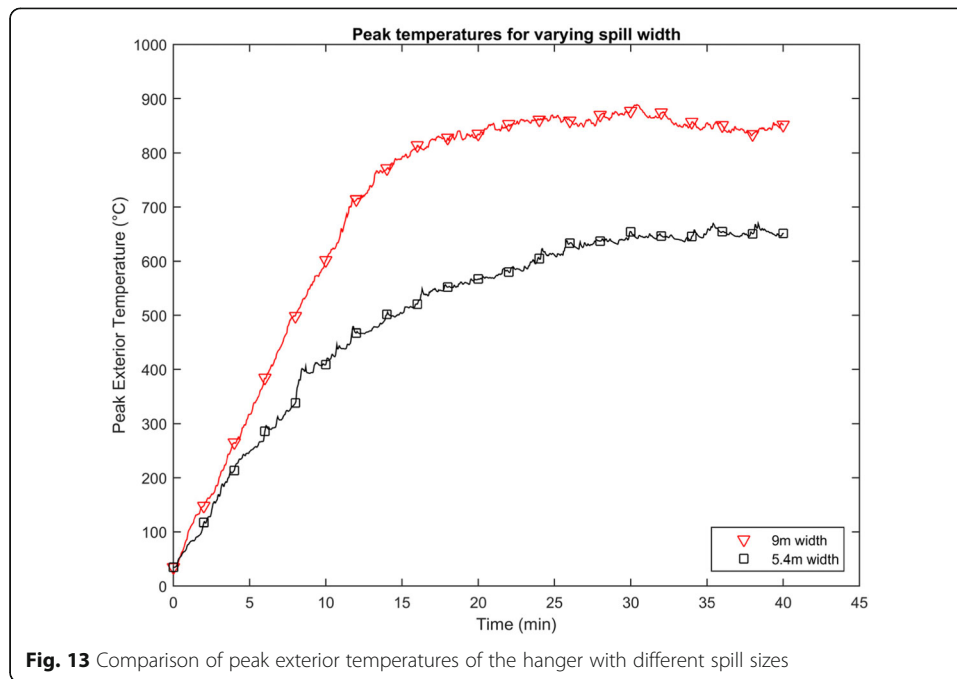 Peak temperatures for varying spill width
1000
900
800
700
600
500
400
300
200
100
0
Peak Exterior Temperature (°C)
0 5 10 15 20 25 30 35 40 45
Time (min)
9m width
5.4m width
Fig. 13 Comparison of peak exterior temperatures of the hanger with different spill sizes